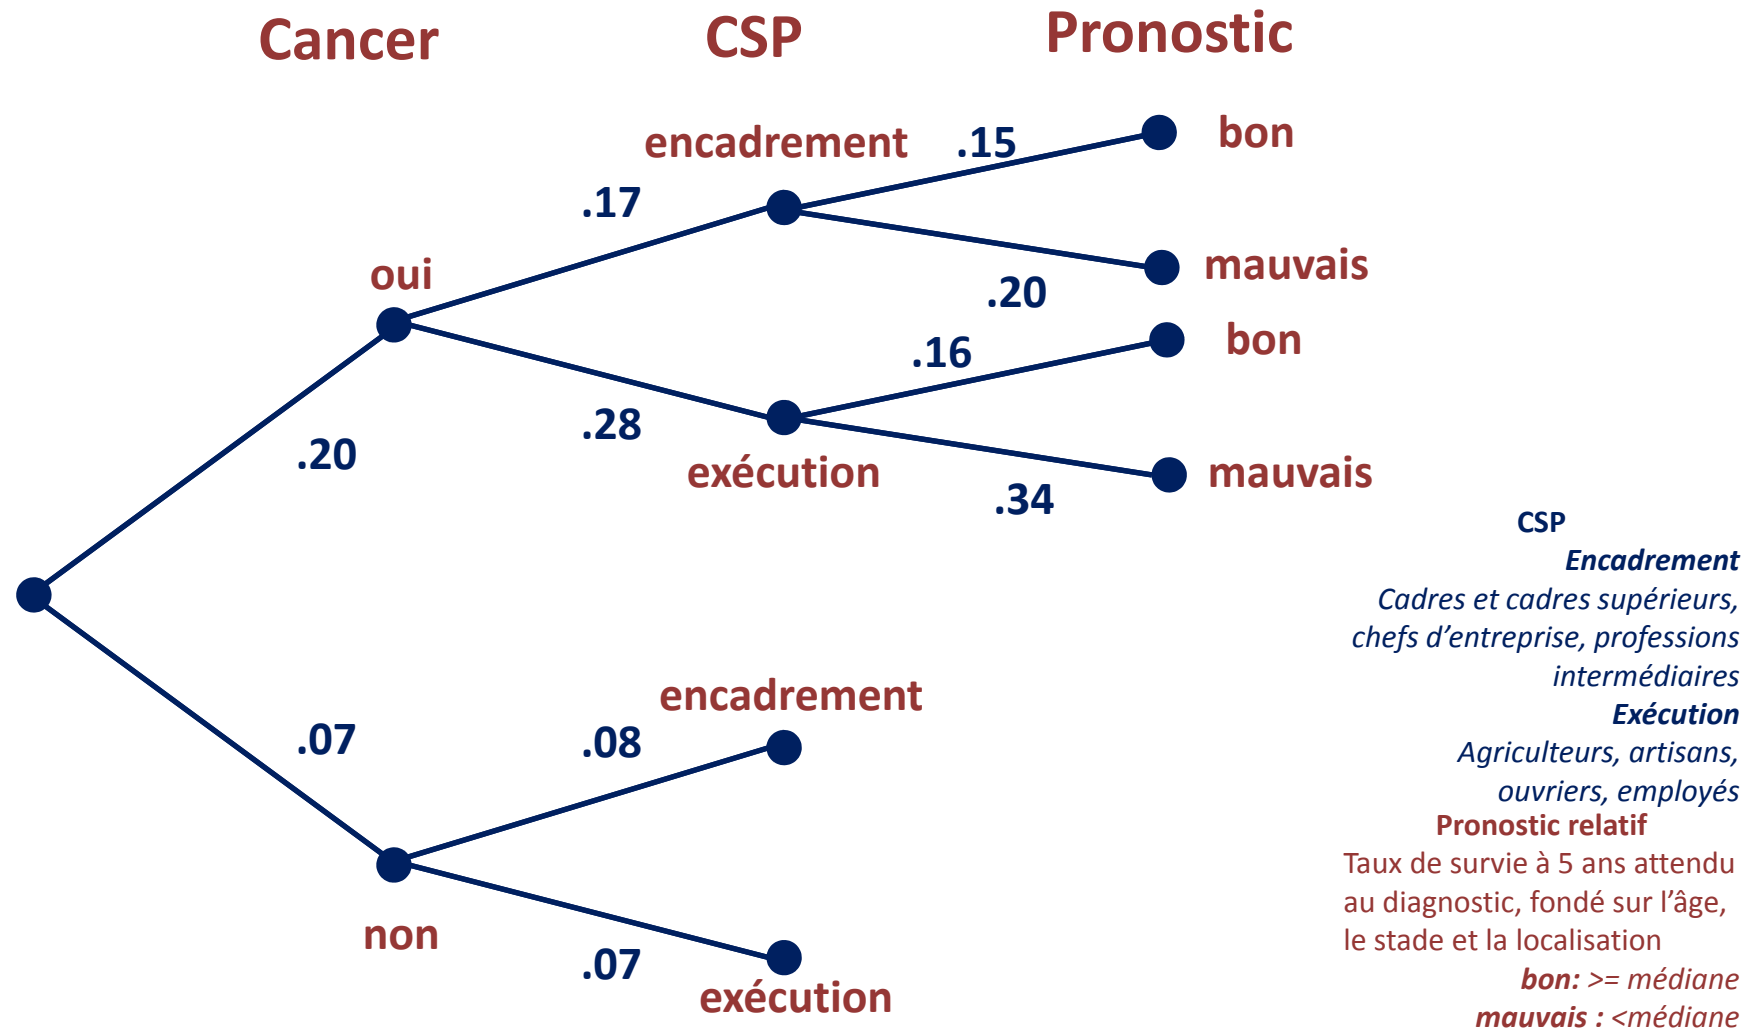 Cancer
CSP
Pronostic
encadrement
.15
bon
.17
oui
mauvais
.20
.16
bon
.28
.20
exécution
mauvais
.34
CSP
Encadrement
Cadres et cadres supérieurs,
chefs d’entreprise, professions
intermédiaires
Exécution
Agriculteurs, artisans,
ouvriers, employés
Pronostic relatif
Taux de survie à 5 ans attendu
au diagnostic, fondé sur l’âge,
le stade et la localisation
bon: >= médiane
mauvais : <médiane
encadrement
.07
.08
non
.07
exécution